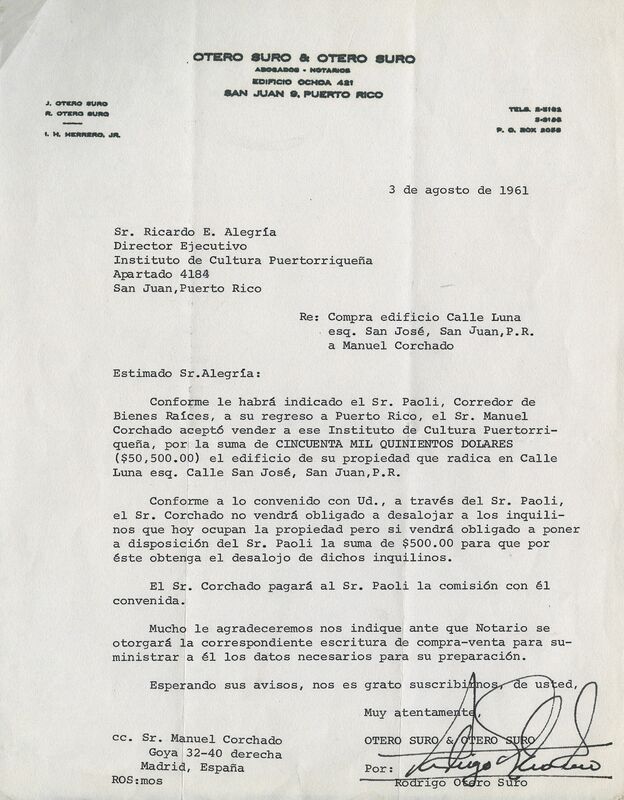 OTERO SURO & OTERO SURO
ABOGADOS - NOTARIOS
EDIFICIO OCHOA 421
SAN JUAN 9, PUERTO RICO
J. OTERO SURO
R. OTERO SURO
I. H. HERRERO, JR.
TELS. 2-5182
3-8166
P. O. BOX 2058
3 de agosto de 1961
Sr. Ricardo E. Alegría
Director Ejecutivo
Instituto de Cultura Puertorriqueña
Apartado 4184
San Juan,Puerto Rico
Re: Compra edificio Calle Luna
esq. San José, San Juan,P.R.
a Manuel Corchado
Estimado Sr.Alegría:
Conforme le habrá indicado el Sr. Paoli, Corredor de
Bienes Raíces, a su regreso a Puerto Rico, el Sr. Manuel
Corchado aceptó vender a ese Instituto de Cultura Puertorri-
queña, por la suma de CINCUENTA MIL QUINIENTOS DOLARES
($50,500.00) el edificio de su propiedad que radica en Calle
Luna esq. Calle San José, San Juan,P.R.
Conforme a lo convenido con Ud., a través del Sr. Paoli,
el Sr. Corchado no vendrá obligado a desalojar a los inquili-
nos que hoy ocupan la propiedad pero si vendrá obligado a poner
a disposición del Sr. Paoli la suma de $500.00 para que por
éste obtenga el desalojo de dichos inquilinos.
El Sr. Corchado pagará al Sr. Paoli la comisión con él
convenida.
Mucho le agradeceremos nos indique ante que Notario se
otorgará la correspondiente escritura de compra-venta para su-
ministrar a él los datos necesarios para su preparación.
Esperando sus avisos, nos es grato suscribirnos, de usted,
Muy atentamente,
OTERO SURO & OTERO SURO
Por:
Rodrigo Otero Suro
cc. Sr. Manuel Corchado
Goya 32-40 derecha
Madrid, España
ROS:mos